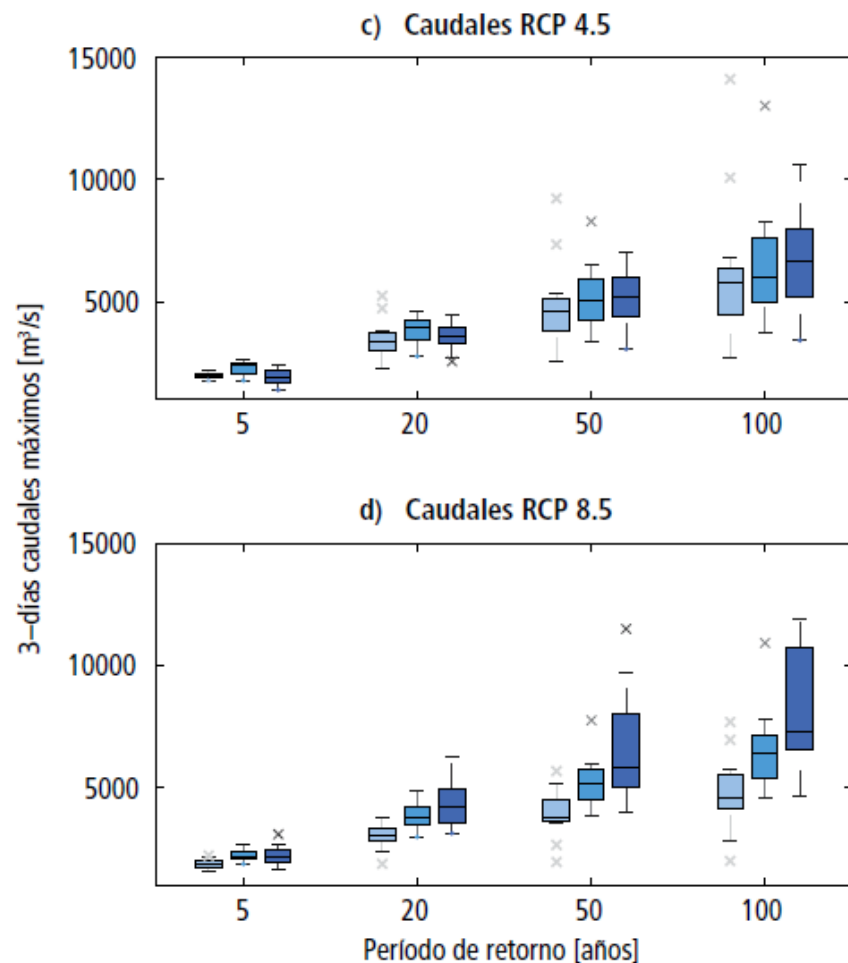 c) Caudales RCP 4.5
15000
10000
5000
5 20 50 100
d) Caudales RCP 8.5
15000
10000
5000
5 20 50 100
3–días caudales máximos [m³/s]
Período de retorno [años]